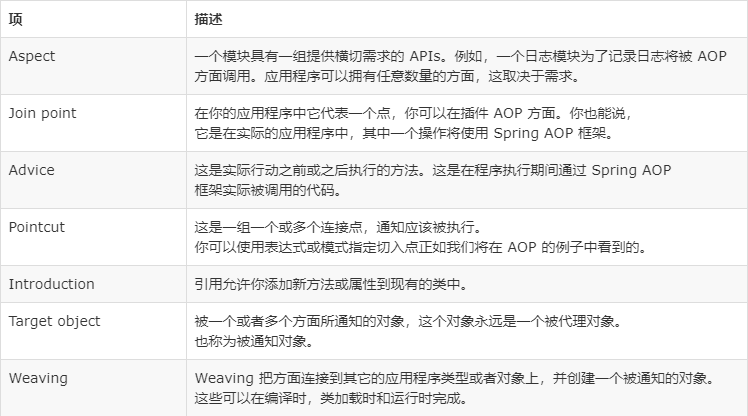 项 描述
Aspect 一个模块具有一组提供横切需求的 APIs。例如，一个日志模块为了记录日志将被 AOP
方面调用。应用程序可以拥有任意数量的方面，这取决于需求。
Join point 在你的应用程序中它代表一个点，你可以在插件 AOP 方面。你也能说，
它是在实际的应用程序中，其中一个操作将使用 Spring AOP 框架。
Advice 这是实际行动之前或之后执行的方法。这是在程序执行期间通过 Spring AOP
框架实际被调用的代码。
Pointcut 这是一组一个或多个连接点，通知应该被执行。
你可以使用表达式或模式指定切入点正如我们将在 AOP 的例子中看到的。
Introduction 引用允许你添加新方法或属性到现有的类中。
Target object 被一个或者多个方面所通知的对象，这个对象永远是一个被代理对象。
也称为被通知对象。
Weaving Weaving 把方面连接到其它的应用程序类型或者对象上，并创建一个被通知的对象。
这些可以在编译时，类加载时和运行时完成。